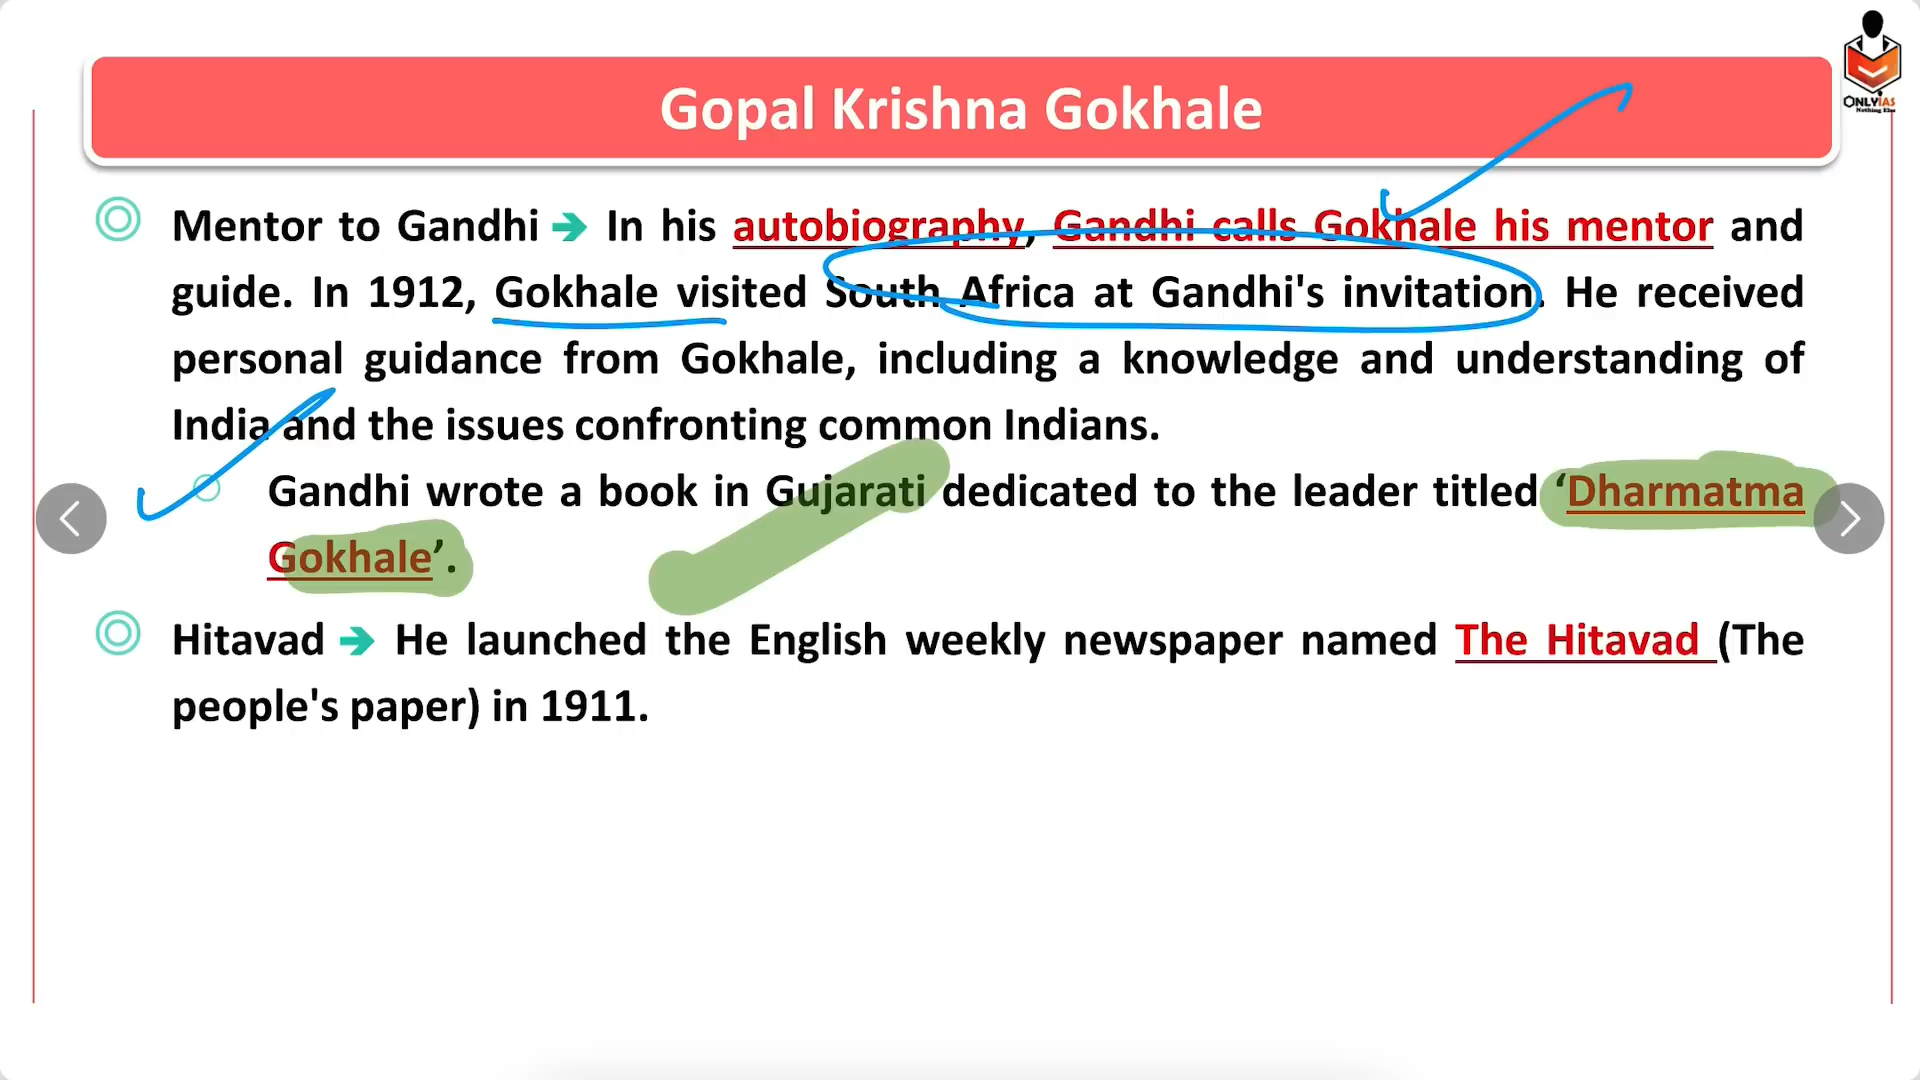 Gopal Krishna Gokhale
ONLYIAS
Nothing Else
Mentor to Gandhi ➔ In his autobiography, Gandhi calls Gokhale his mentor and
guide. In 1912, Gokhale visited South Africa at Gandhi's invitation. He received
personal guidance from Gokhale, including a knowledge and understanding of
India and the issues confronting common Indians.
Gandhi wrote a book in Gujarati dedicated to the leader titled ‘Dharmatma
Gokhale’.
Hitavad ➔ He launched the English weekly newspaper named The Hitavad (The
people's paper) in 1911.